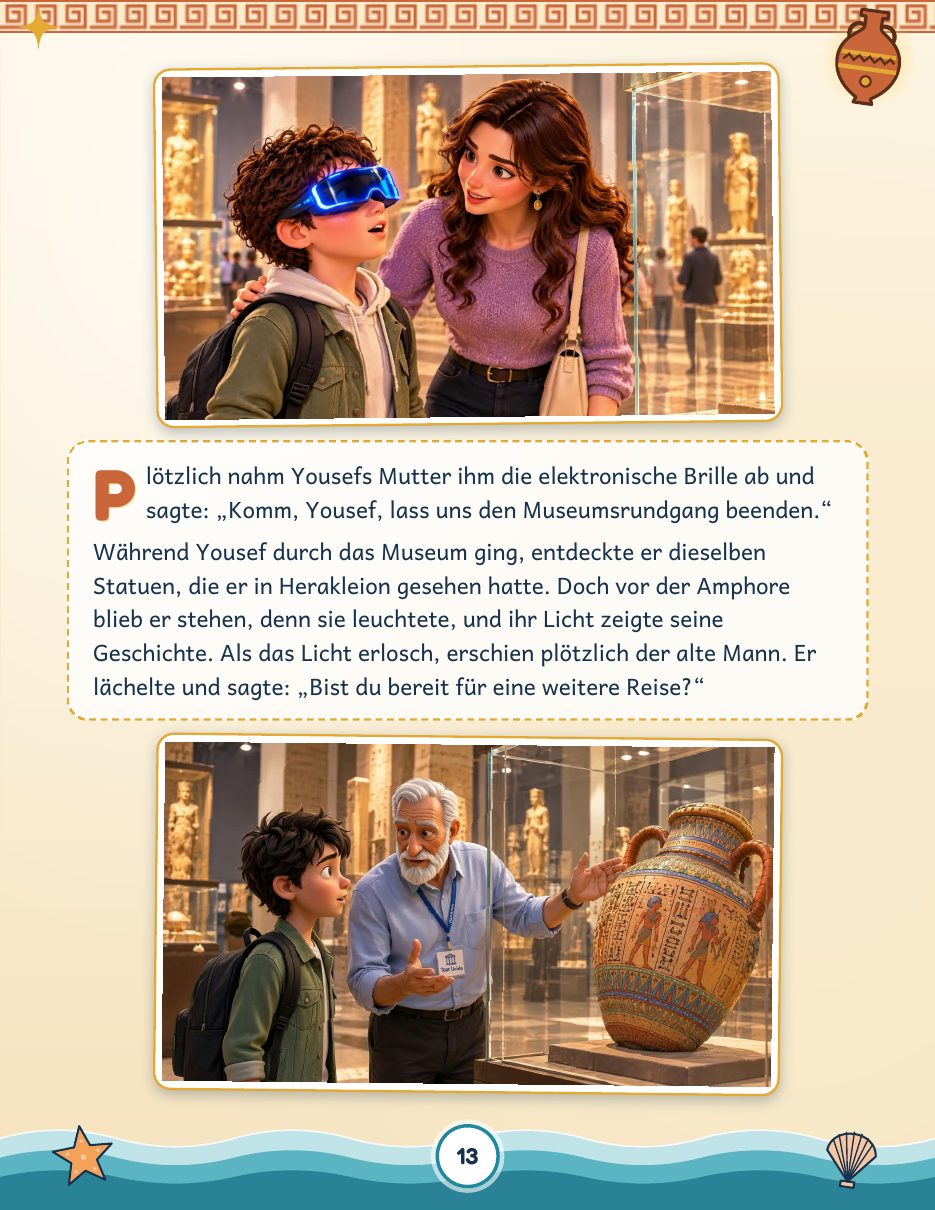 Plötzlich nahm Yousefs Mutter ihm die elektronische Brille ab und
sagte: „Komm, Yousef, lass uns den Museumsrundgang beenden.“
Während Yousef durch das Museum ging, entdeckte er dieselben
Statuen, die er in Herakleion gesehen hatte. Doch vor der Amphore
blieb er stehen, denn sie leuchtete, und ihr Licht zeigte seine
Geschichte. Als das Licht erlosch, erschien plötzlich der alte Mann. Er
lächelte und sagte: „Bist du bereit für eine weitere Reise?“
Tour Guide
13